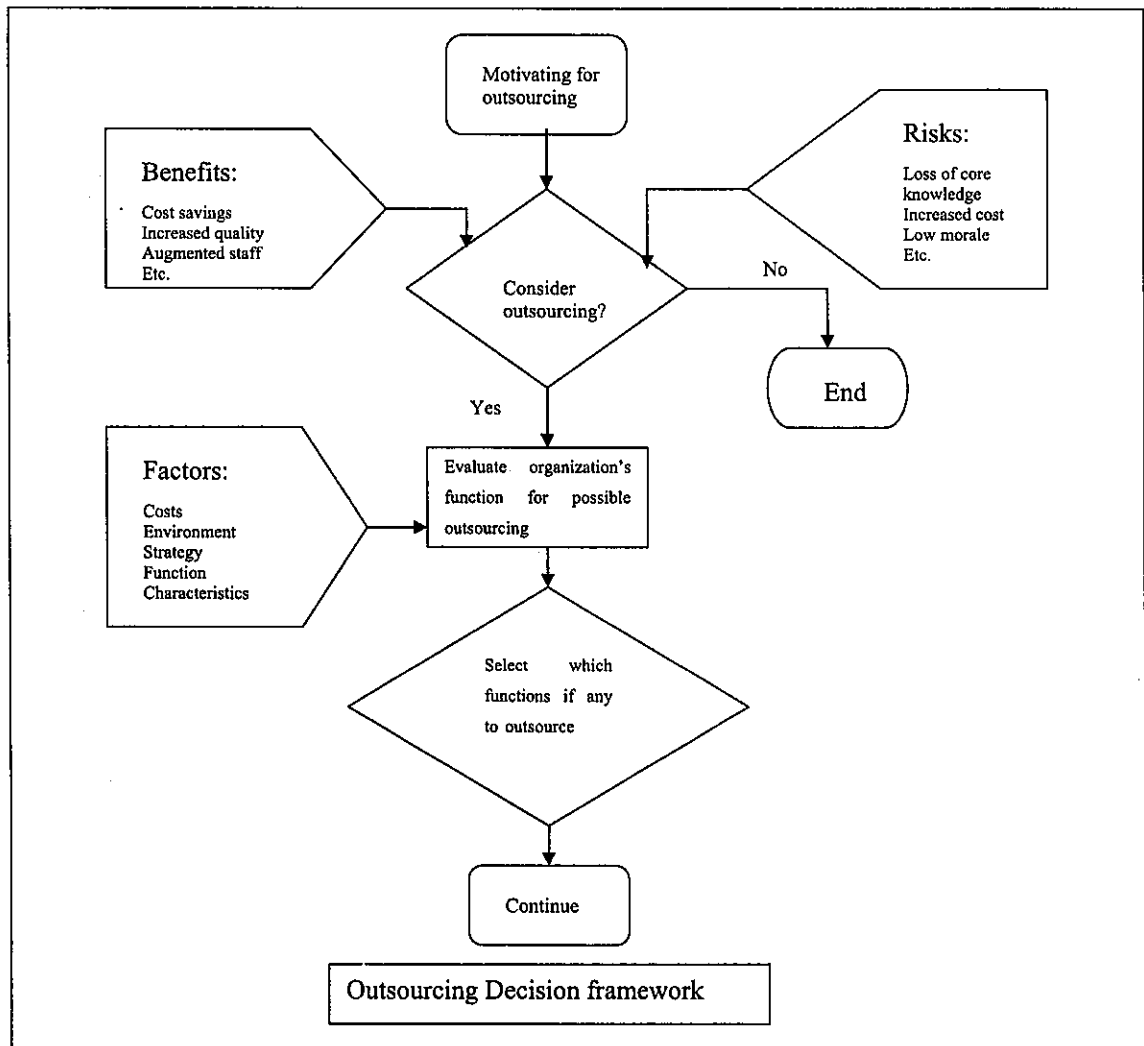 Motivating for
outsourcing
Benefits:
Cost savings
Increased quality
Augmented staff
Etc.
Risks:
Loss of core
knowledge
Increased cost
Low morale
Etc.
Consider
outsourcing?
No
End
Yes
Factors:
Costs
Environment
Strategy
Function
Characteristics
Evaluate organization's
function for possible
outsourcing
Select which
functions if any
to outsource
Continue
Outsourcing Decision framework